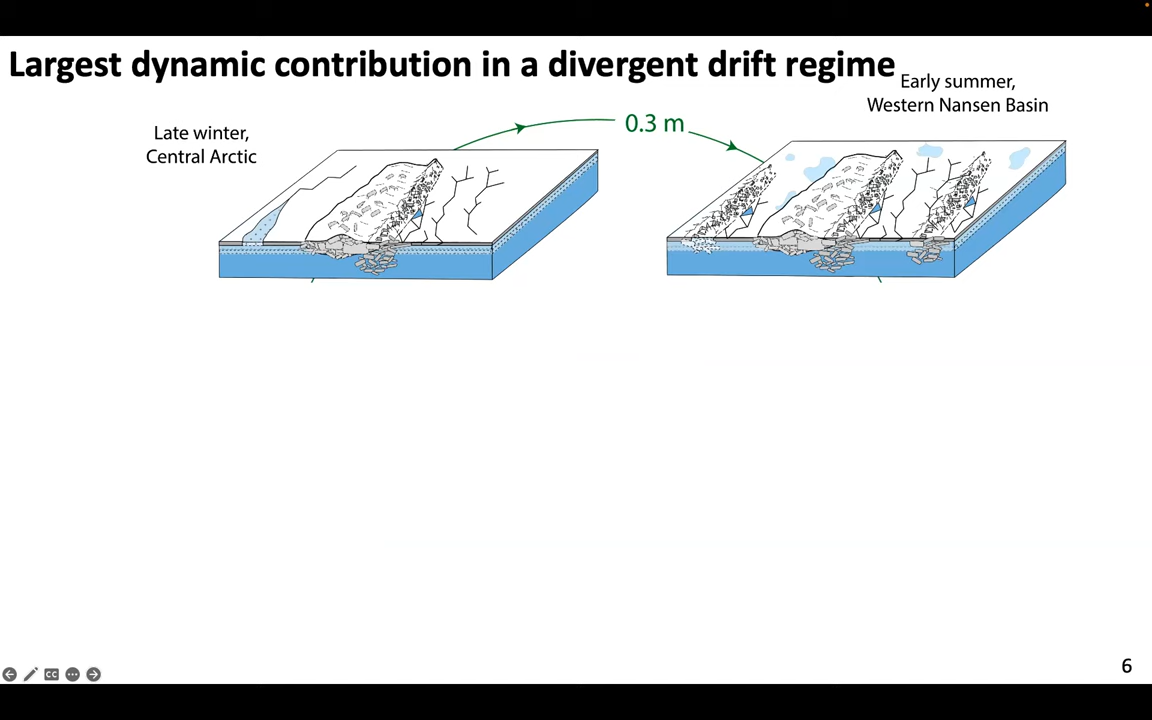 Largest dynamic contribution in a divergent drift regime
Early summer,
Western Nansen Basin
Late winter,
Central Arctic
0.3 m
CC
6